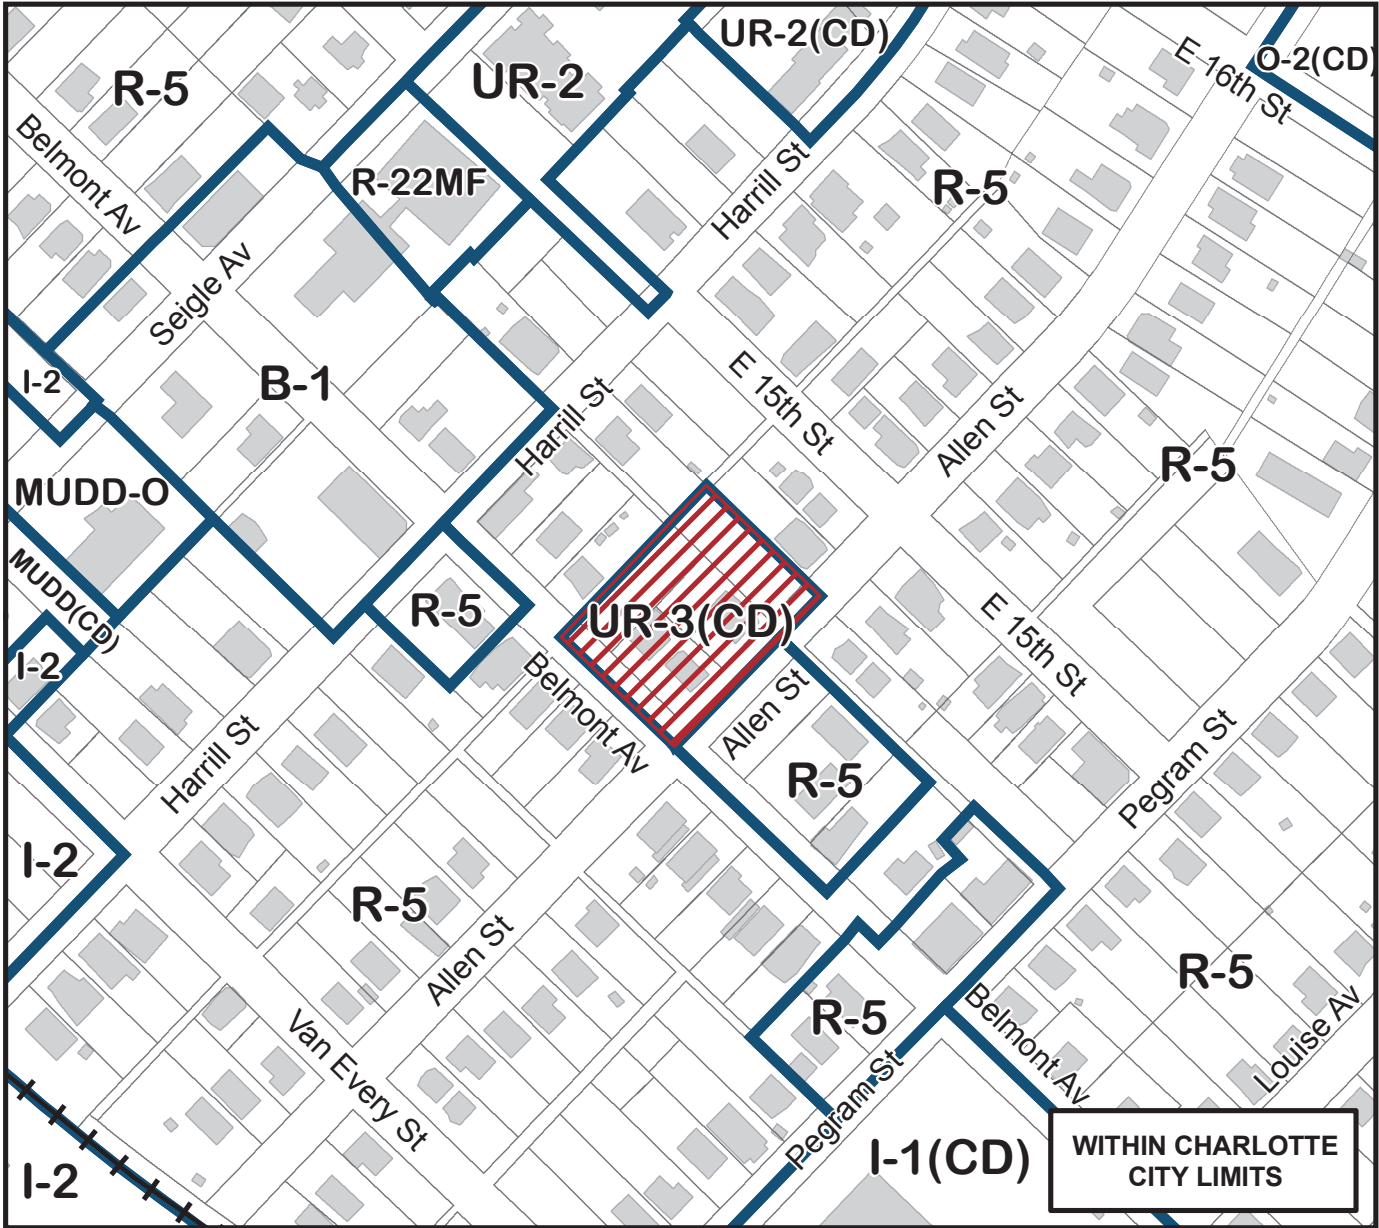 UR-2(CD)
E 16th St
O-2(CD)
R-5
UR-2
Belmont Av
R-22MF
Harrill St
R-5
Seigle Av
I-2
B-1
E 15th St
Harrill St
Allen St
R-5
MUDD-O
MUDD(CD)
R-5
UR-3(CD)
E 15th St
I-2
Belmont Av
Allen St
Harrill St
Pegram St
R-5
I-2
R-5
Allen St
R-5
R-5
Belmont Av
Louise Av
Van Every St
Pegram St
I-2
I-1(CD)
WITHIN CHARLOTTE
CITY LIMITS